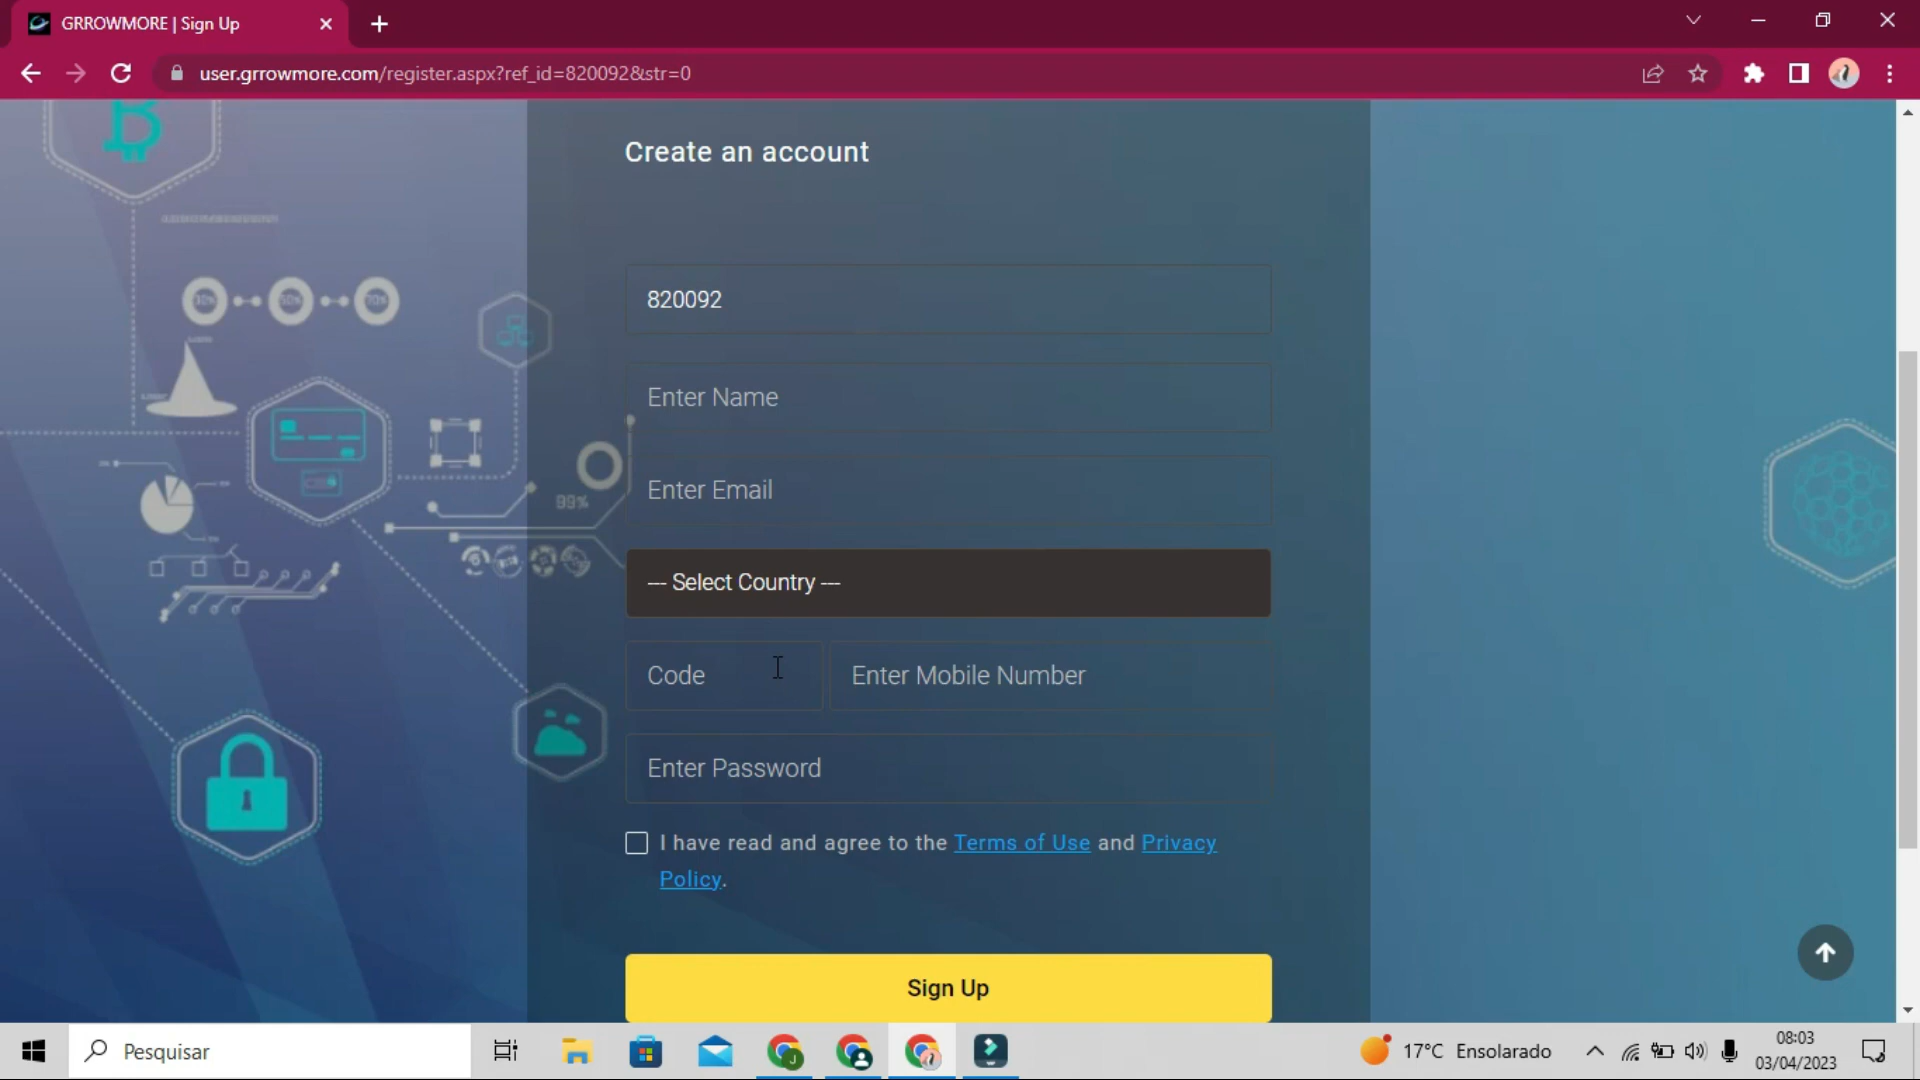 GRROWMORE | Sign Up
user.grrowmore.com/register.aspx?ref_id=820092&str=0
Create an account
820092
Enter Name
Enter Email
99%
--- Select Country ---
Code
Enter Mobile Number
Enter Password
I have read and agree to the Terms of Use and Privacy
Policy.
Sign Up
Pesquisar
J
17°C Ensolarado
08:03
03/04/2023